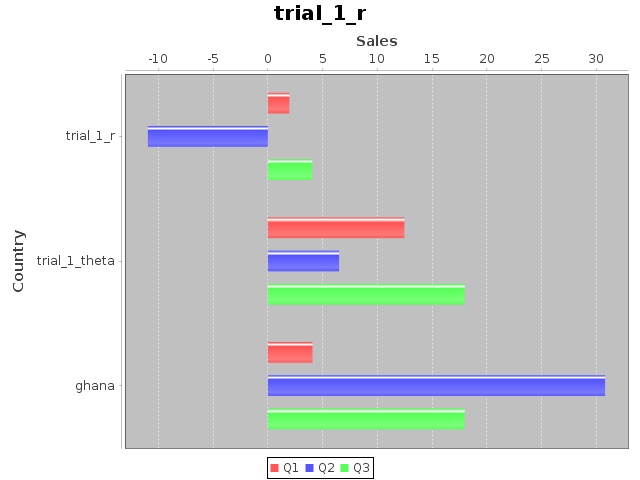 trial_1_r
Sales
-10 -5 0 5 10 15 20 25 30
Country
trial_1_r
trial_1_theta
ghana
Q1 Q2 Q3